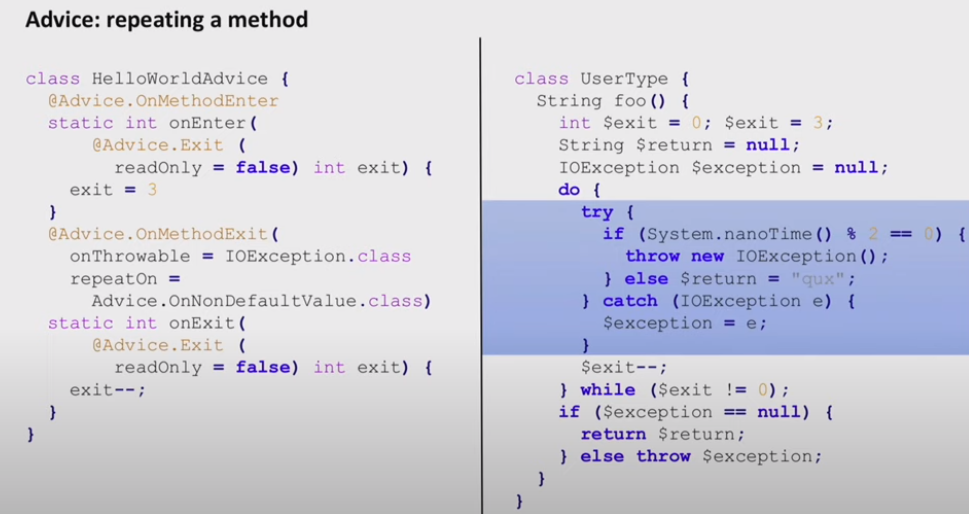 Advice: repeating a method
class HelloWorldAdvice {
@Advice.OnMethodEnter
static int onEnter(
@Advice.Exit (
readOnly = false) int exit) {
exit = 3
}
@Advice.OnMethodExit(
onThrowable = IOException.class
repeatOn =
Advice.OnNonDefaultValue.class)
static int onExit(
@Advice.Exit (
readOnly = false) int exit) {
exit--;
}
}
class UserType {
String foo() {
int $exit = 0; $exit = 3;
String $return = null;
IOException $exception = null;
do {
try {
if (System.nanoTime() % 2 == 0) {
throw new IOException();
} else $return = "qux";
} catch (IOException e) {
$exception = e;
}
$exit--;
} while ($exit != 0);
if ($exception == null) {
return $return;
} else throw $exception;
}
}